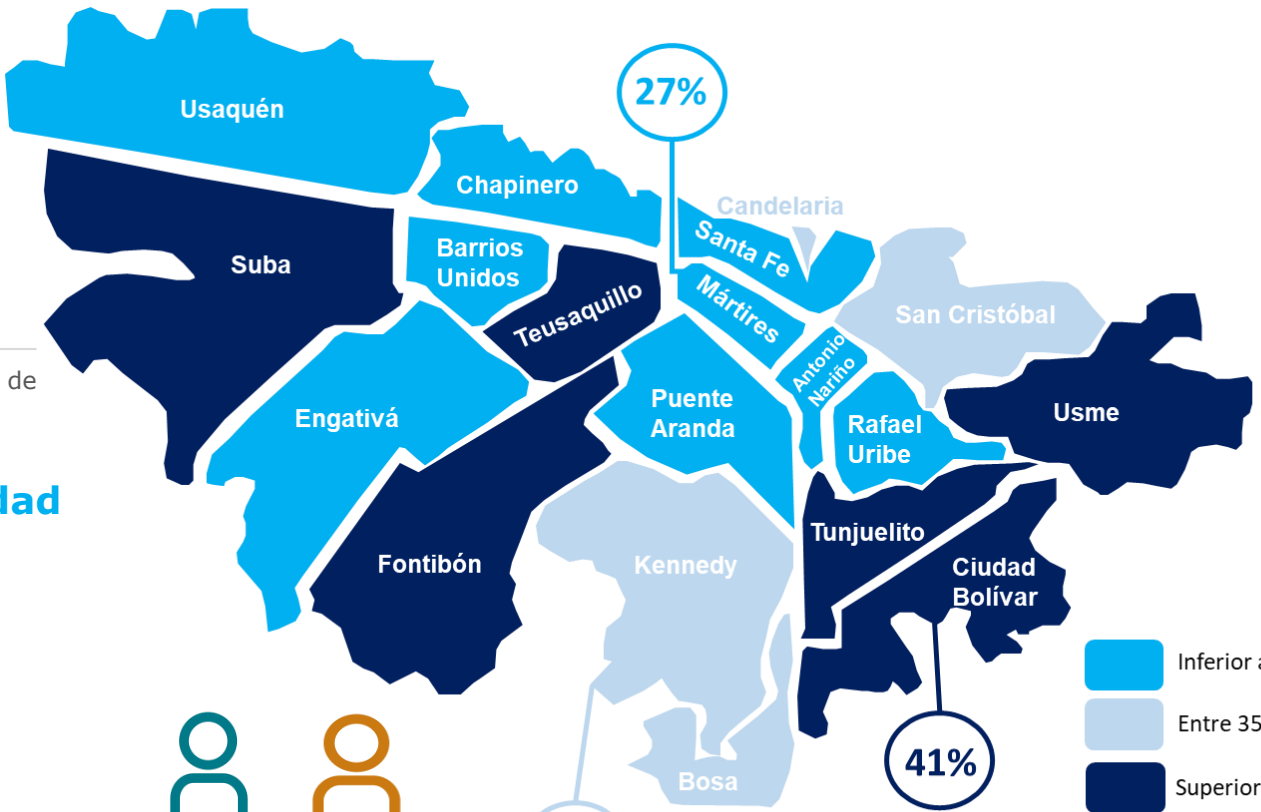 Usaquén
27%
Chapinero
Candelaria
Santa Fe
Barrios
Unidos
Suba
Teusaquillo
Mártires
San Cristóbal
Antonio
Nariño
de
Engativá
Puente
Aranda
Rafael
Uribe
Usme
dad
Tunjuelito
Fontibón
Kennedy
Ciudad
Bolívar
Inferior a
Entre 35
41%
Bosa
Superior